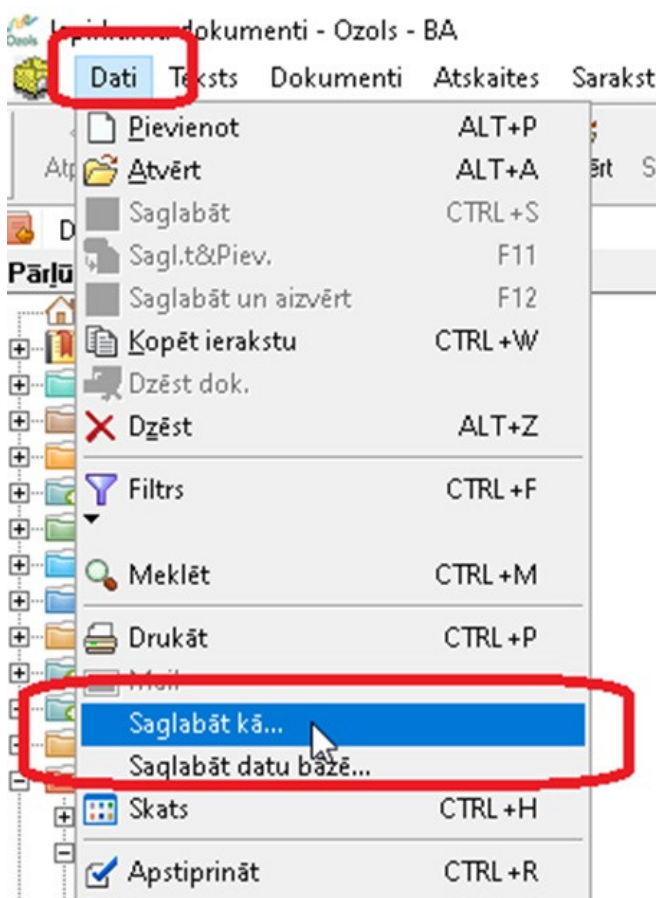 dokumenti - Ozols - BA
Dati Teksts Dokumenti Atskaites Sarakst
Pievienot ALT+P
Atvērt ALT+A
Saglabāt CTRL+S
Sagl.t&Piev. F11
Pārlū
Saglabāt un aizvērt F12
Kopēt ierakstu CTRL+W
Dzēst dok.
Dzēst ALT+Z
Filtrs CTRL+F
Meklēt CTRL+M
Drukāt CTRL+P
Mail
Saglabāt kā...
Saglabāt datu bāzē...
Skats CTRL+H
Apstiprināt CTRL+R